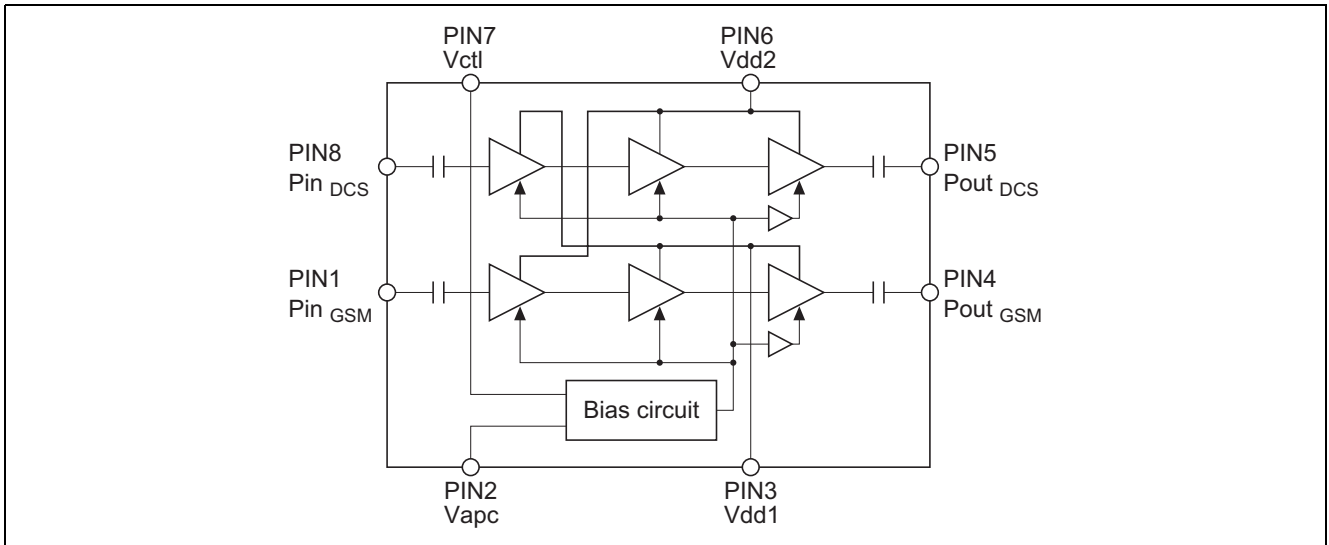 PIN7
Vctl
PIN6
Vdd2
PIN8
Pin DCS
PIN5
Pout DCS
PIN1
Pin GSM
PIN4
Pout GSM
Bias circuit
PIN2
Vapc
PIN3
Vdd1